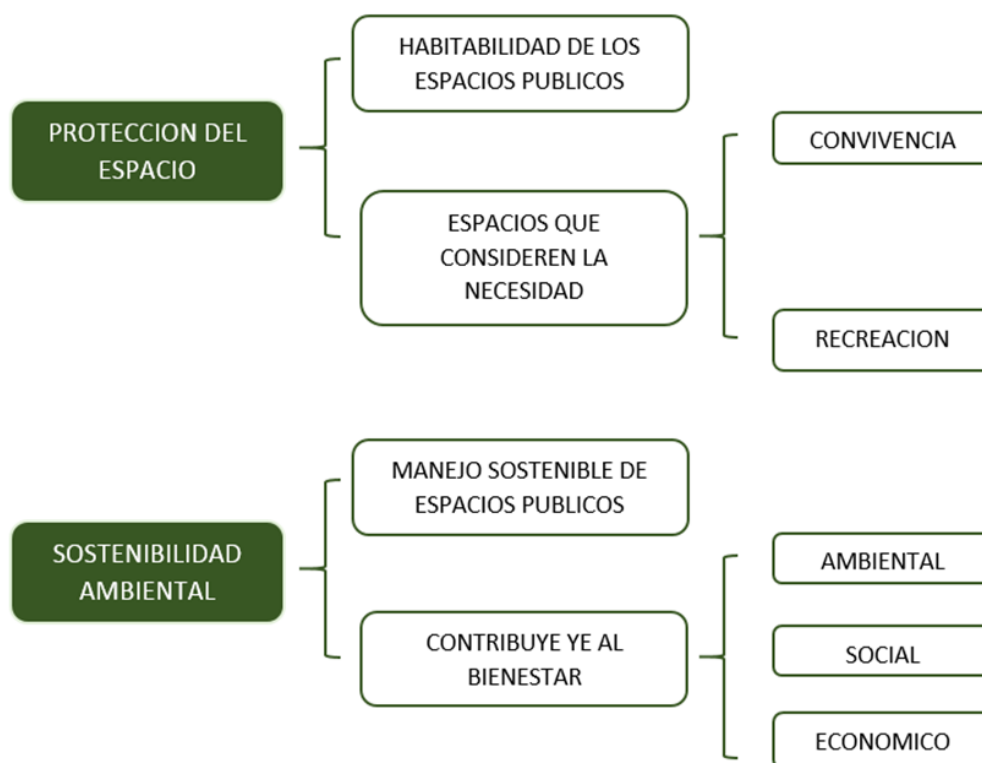 PROTECCION DEL
ESPACIO
HABITABILIDAD DE LOS
ESPACIOS PUBLICOS
ESPACIOS QUE
CONSIDEREN LA
NECESIDAD
CONVIVENCIA
RECREACION
SOSTENIBILIDAD
AMBIENTAL
MANEJO SOSTENIBLE DE
ESPACIOS PUBLICOS
CONTRIBUYE YE AL
BIENESTAR
AMBIENTAL
SOCIAL
ECONOMICO